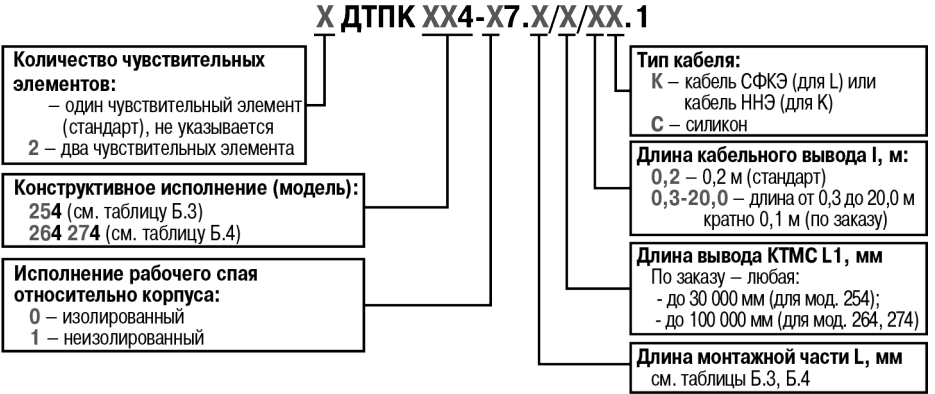 Х ДТПК ХХ4-Х7.Х/Х/ХХ.1
Количество чувствительных
элементов:
– один чувствительный элемент
(стандарт), не указывается
2 – два чувствительных элемента
Конструктивное исполнение (модель):
254 (см. таблицу Б.3)
264 274 (см. таблицу Б.4)
Исполнение рабочего спая
относительно корпуса:
0 – изолированный
1 – неизолированный
Тип кабеля:
К – кабель СФКЭ (для L) или
кабель ННЭ (для К)
С – силикон
Длина кабельного вывода l, м:
0,2 – 0,2 м (стандарт)
0,3-20,0 – длина от 0,3 до 20,0 м
кратно 0,1 м (по заказу)
Длина вывода КТМС L1, мм
По заказу – любая:
- до 30 000 мм (для мод. 254);
- до 100 000 мм (для мод. 264, 274)
Длина монтажной части L, мм
см. таблицы Б.3, Б.4